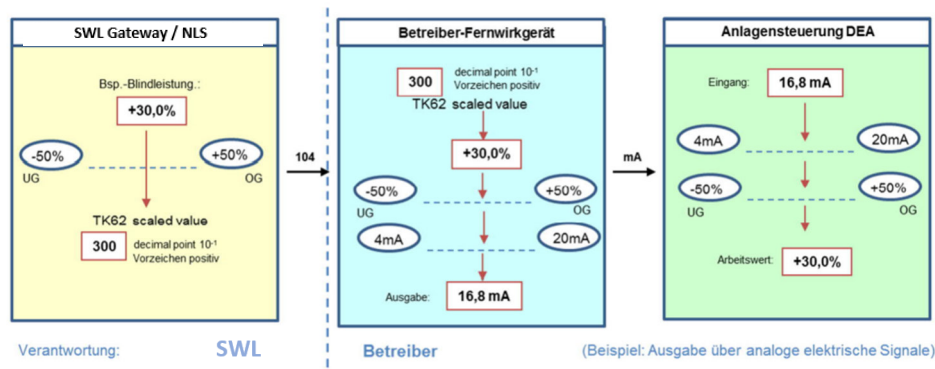 SWL Gateway / NLS
Bsp.-Blindleistung.:
+30,0%
-50%
+50%
UG
OG
TK62 scaled value
300
decimal point 10-1
Vorzeichen positiv
104
Betreiber-Fernwirkgerät
300
decimal point 10-1
Vorzeichen positiv
TK62 scaled value
+30,0%
-50%
+50%
UG
OG
4mA
20mA
Ausgabe:
16,8 mA
mA
Anlagensteuerung DEA
Eingang:
16,8 mA
4mA
20mA
-50%
+50%
UG
OG
Arbeitswert:
+30,0%
Verantwortung:
SWL
Betreiber
(Beispiel: Ausgabe über analoge elektrische Signale)